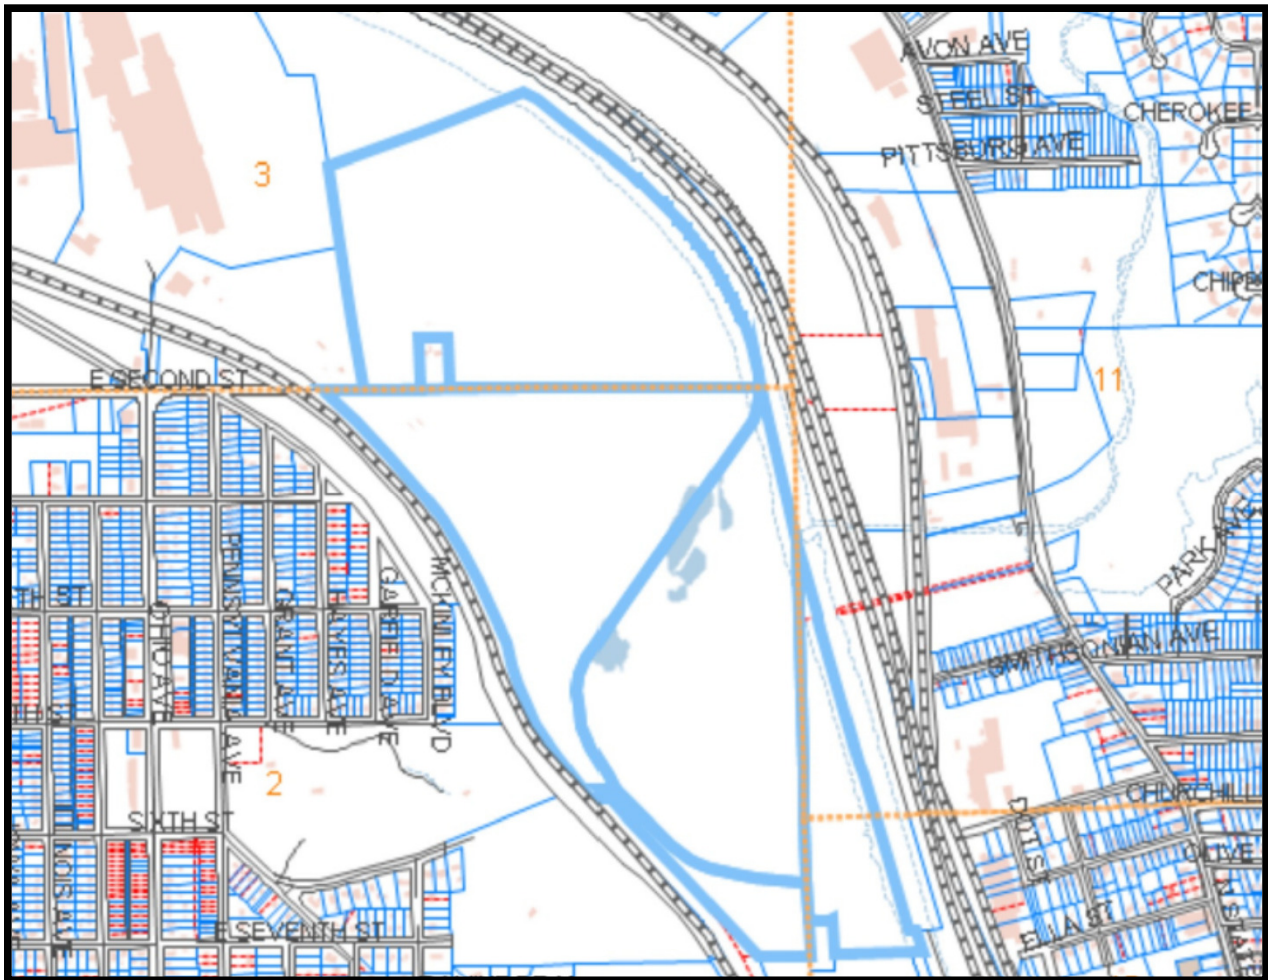 AVON AVE
STEEL ST
CHEROKEE
PITTSBURG AVE
3
CHIPP
E SECOND ST
11
PARK AVE
TH ST
OHIO AVE
PENNSYLVANIA AVE
GRANT AVE
HAYES AVE
GARFIELD AVE
MCKINLEY BLVD
SMITHSONIAN AVE
2
CHURCHILL
SIXTH ST
DOT ST
OLIVE
ELLA ST
E SEVENTH ST